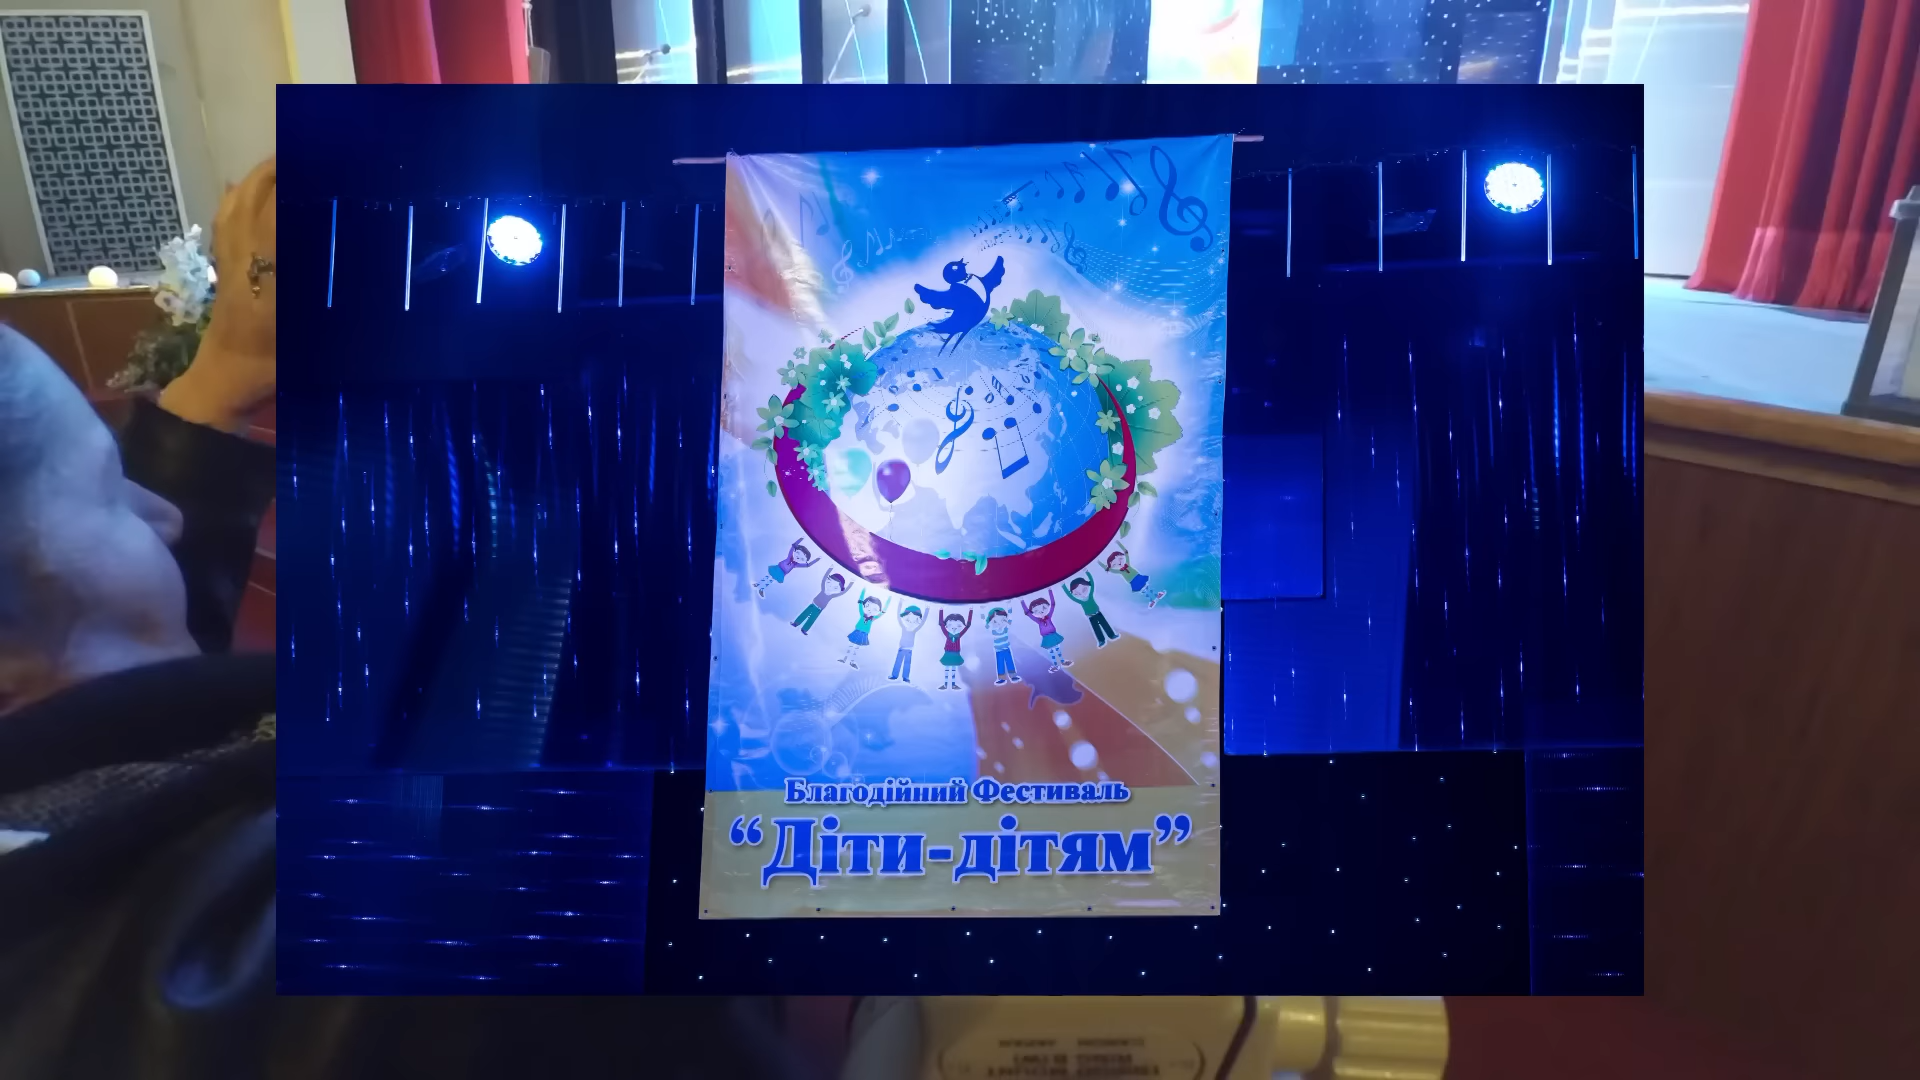 Благодійний Фестиваль
“Діти-дітям”